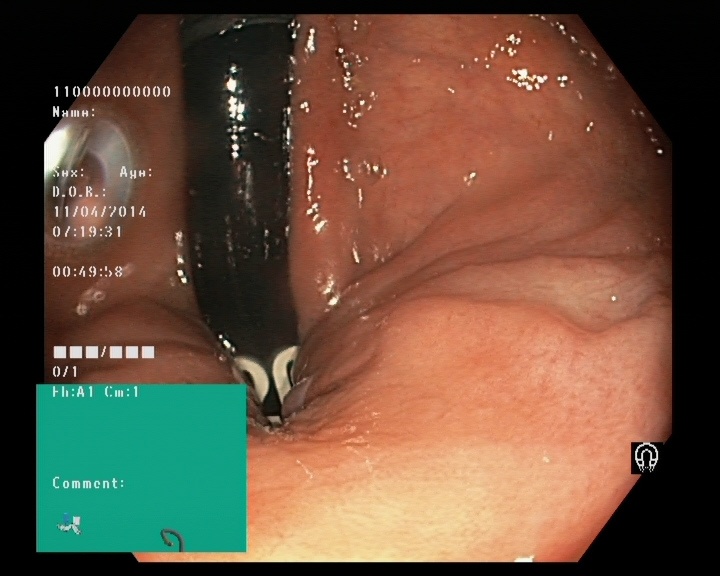 110000000000
Name:
Sex: Age:
D.O.B.:
11/04/2014
07:19:31
00:49:58
■■■/■■■
0/1
Eh:A1 Cm:1
Comment: